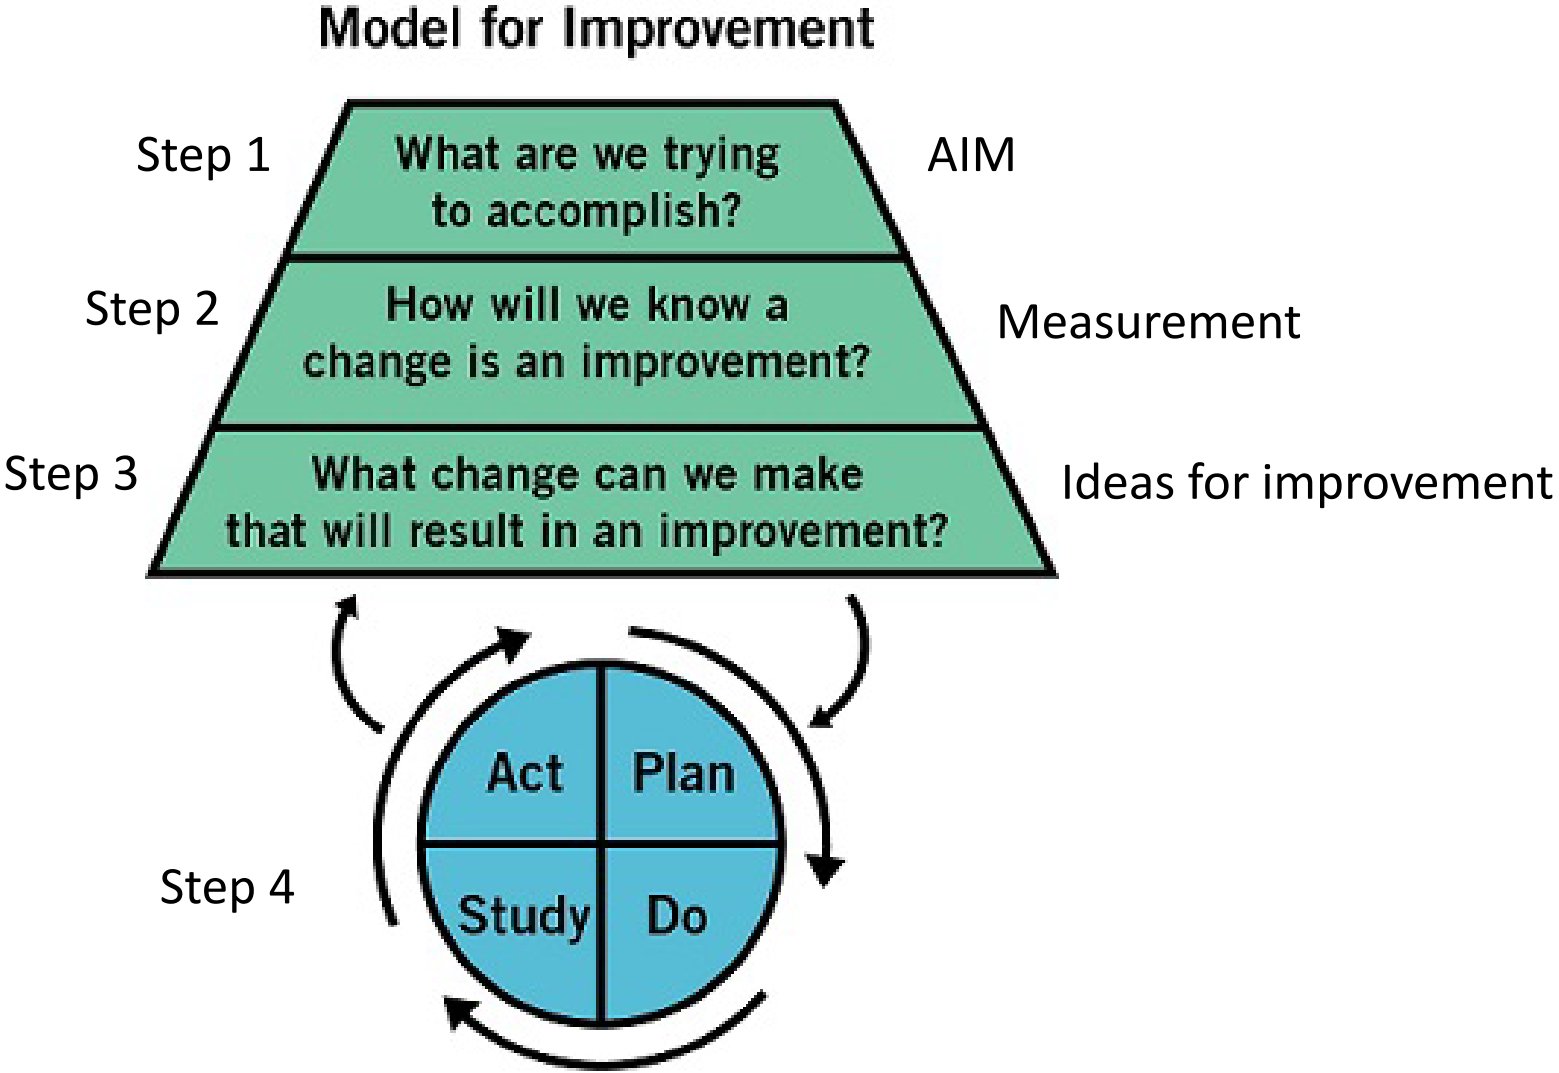 Model for Improvement
Step 1
What are we trying
to accomplish?
AIM
Step 2
How will we know a
change is an improvement?
Measurement
Step 3
What change can we make
that will result in an improvement?
Ideas for improvement
Act
Plan
Step 4
Study
Do